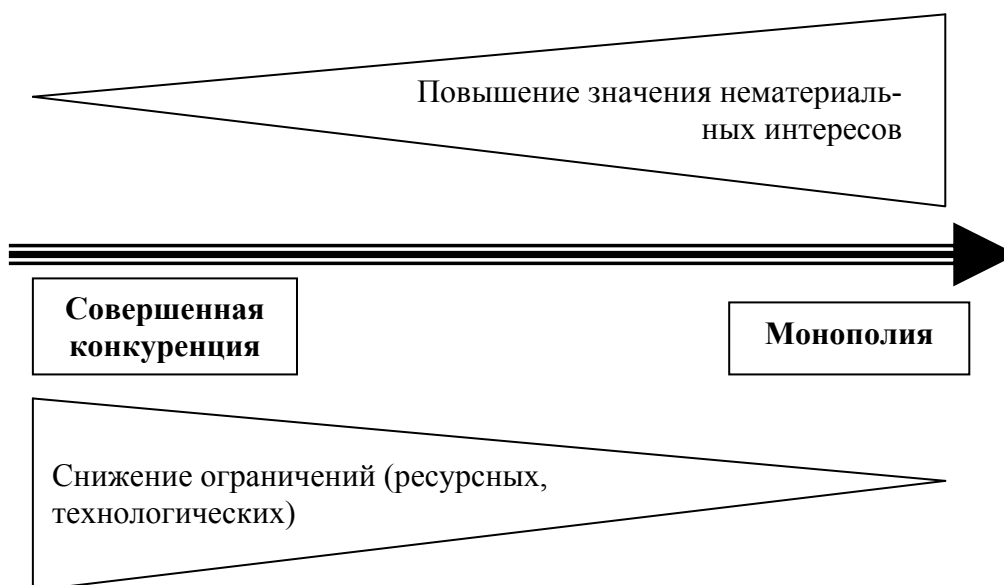 Повышение значения нематериаль-
ных интересов
Совершенная
конкуренция
Монополия
Снижение ограничений (ресурсных,
технологических)